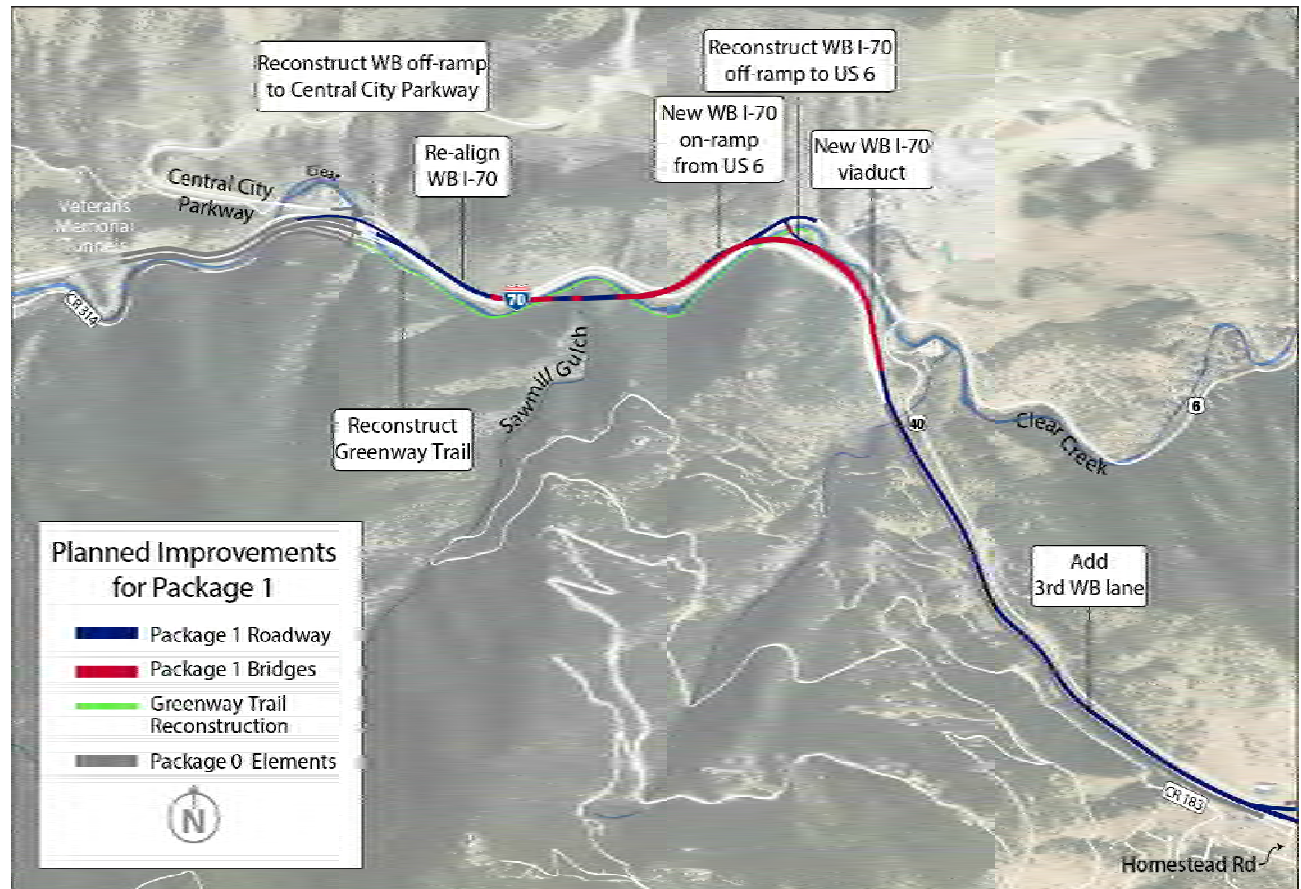 Reconstruct WB off-ramp
to Central City Parkway
Reconstruct WB I-70
off-ramp to US 6
New WB I-70
on-ramp
from US 6
New WB I-70
viaduct
Re-align
WB I-70
Central City
Parkway
Clear
Veterans
Memorial
Tunnels
CR 314
70
Sawmill Gulch
Reconstruct
Greenway Trail
40
6
Clear Creek
Add
3rd WB lane
CR 183
Homestead Rd
Planned Improvements
for Package 1
Package 1 Roadway
Package 1 Bridges
Greenway Trail
Reconstruction
Package 0 Elements
N